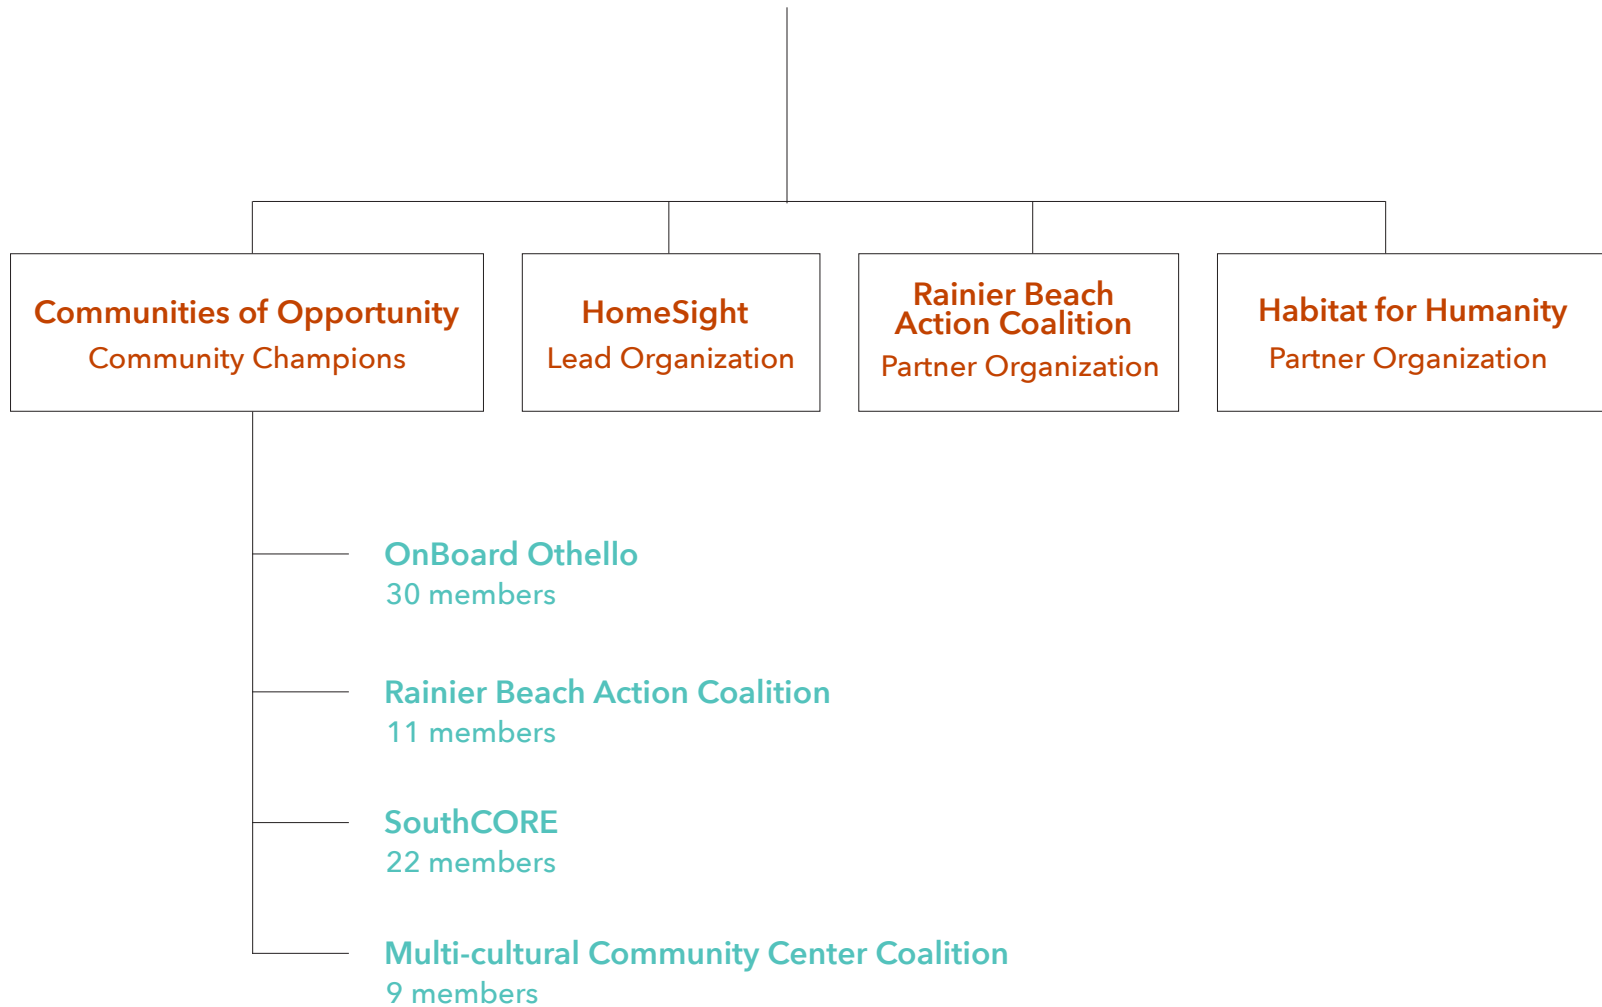 Communities of Opportunity
Community Champions
HomeSight
Lead Organization
Rainier Beach
Action Coalition
Partner Organization
Habitat for Humanity
Partner Organization
OnBoard Othello
30 members
Rainier Beach Action Coalition
11 members
SouthCORE
22 members
Multi-cultural Community Center Coalition
9 members